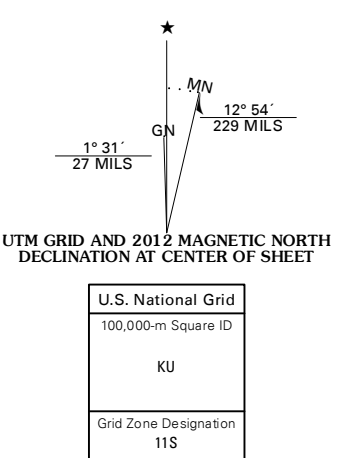 ★
MN
12° 54´
229 MILS
GN
1° 31´
27 MILS
UTM GRID AND 2012 MAGNETIC NORTH
DECLINATION AT CENTER OF SHEET
U.S. National Grid
100,000-m Square ID
KU
Grid Zone Designation
11S